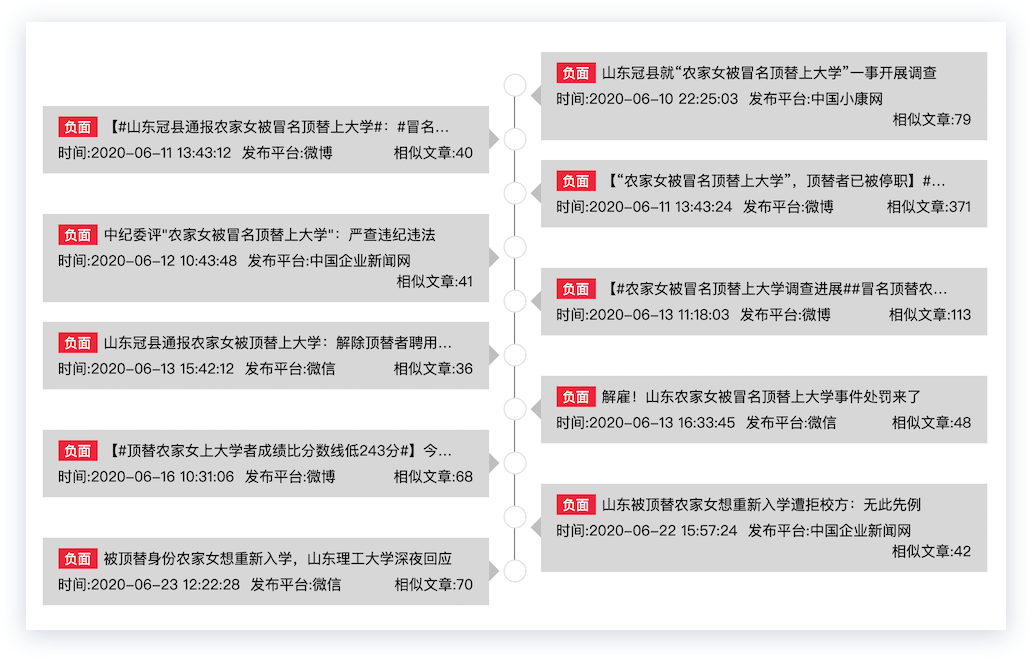 负面 山东冠县就“农家女被冒名顶替上大学”一事开展调查
时间:2020-06-10 22:25:03 发布平台:中国小康网
相似文章:79
负面 【#山东冠县通报农家女被冒名顶替上大学#：#冒名...
时间:2020-06-11 13:43:12 发布平台:微博 相似文章:40
负面 【“农家女被冒名顶替上大学”，顶替者已被停职】#...
时间:2020-06-11 13:43:24 发布平台:微博 相似文章:371
负面 中纪委评"农家女被冒名顶替上大学"：严查违纪违法
时间:2020-06-12 10:43:48 发布平台:中国企业新闻网
相似文章:41
负面 【#农家女被冒名顶替上大学调查进展##冒名顶替农...
时间:2020-06-13 11:18:03 发布平台:微博 相似文章:113
负面 山东冠县通报农家女被顶替上大学：解除顶替者聘用...
时间:2020-06-13 15:42:12 发布平台:微信 相似文章:36
负面 解雇！山东农家女被冒名顶替上大学事件处罚来了
时间:2020-06-13 16:33:45 发布平台:微信 相似文章:48
负面 【#顶替农家女上大学者成绩比分数线低243分#】今...
时间:2020-06-16 10:31:06 发布平台:微博 相似文章:68
负面 山东被顶替农家女想重新入学遭拒校方：无此先例
时间:2020-06-22 15:57:24 发布平台:中国企业新闻网
相似文章:42
负面 被顶替身份农家女想重新入学，山东理工大学深夜回应
时间:2020-06-23 12:22:28 发布平台:微信 相似文章:70